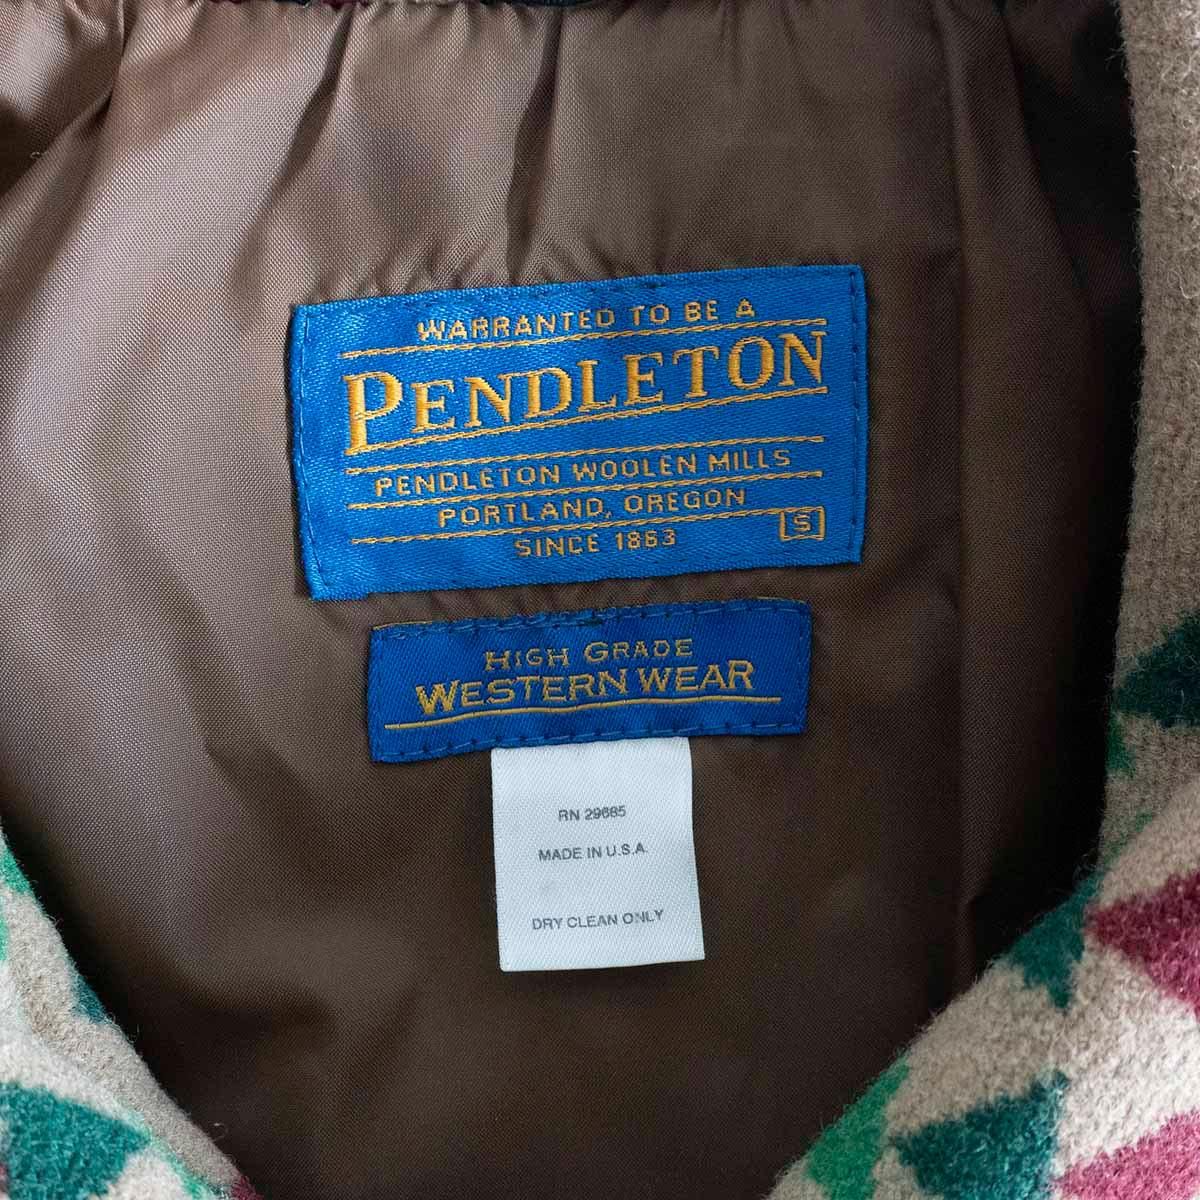 WARRANTED TO BE A
PENDLETON
PENDLETON WOOLEN MILLS
PORTLAND, OREGON
SINCE 1863
S
HIGH GRADE
WESTERN WEAR
RN 29685
MADE IN U.S.A.
DRY CLEAN ONLY